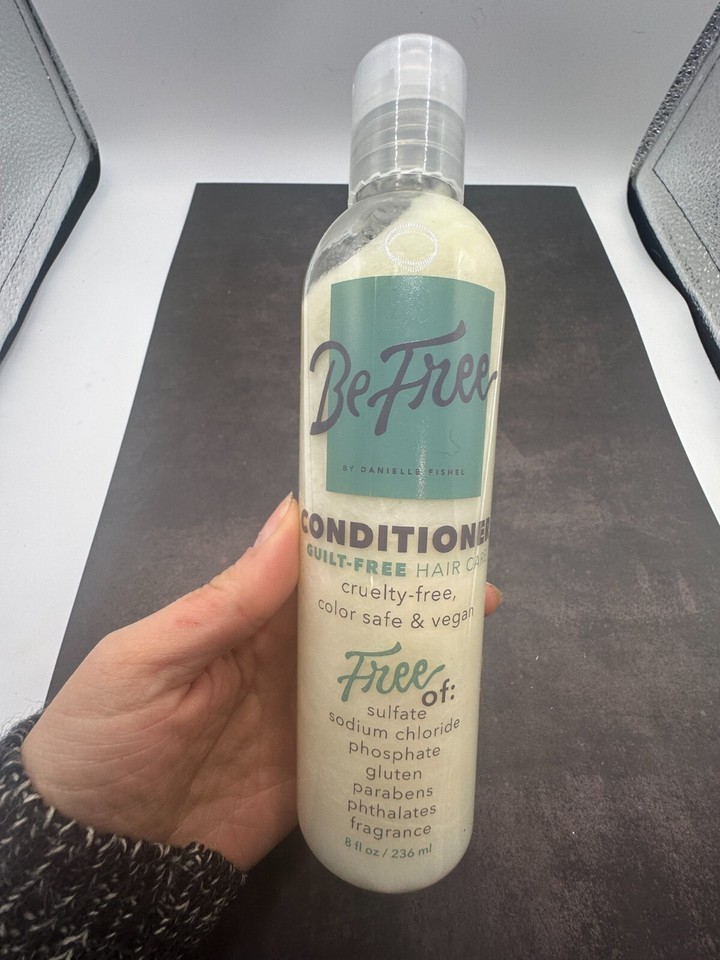 Be Free
BY DANIELLE FISHEL
CONDITIONER
GUILT-FREE HAIR CARE
cruelty-free,
color safe & vegan
Free of:
sulfate
sodium chloride
phosphate
gluten
parabens
phthalates
fragrance
8 fl oz / 236 ml